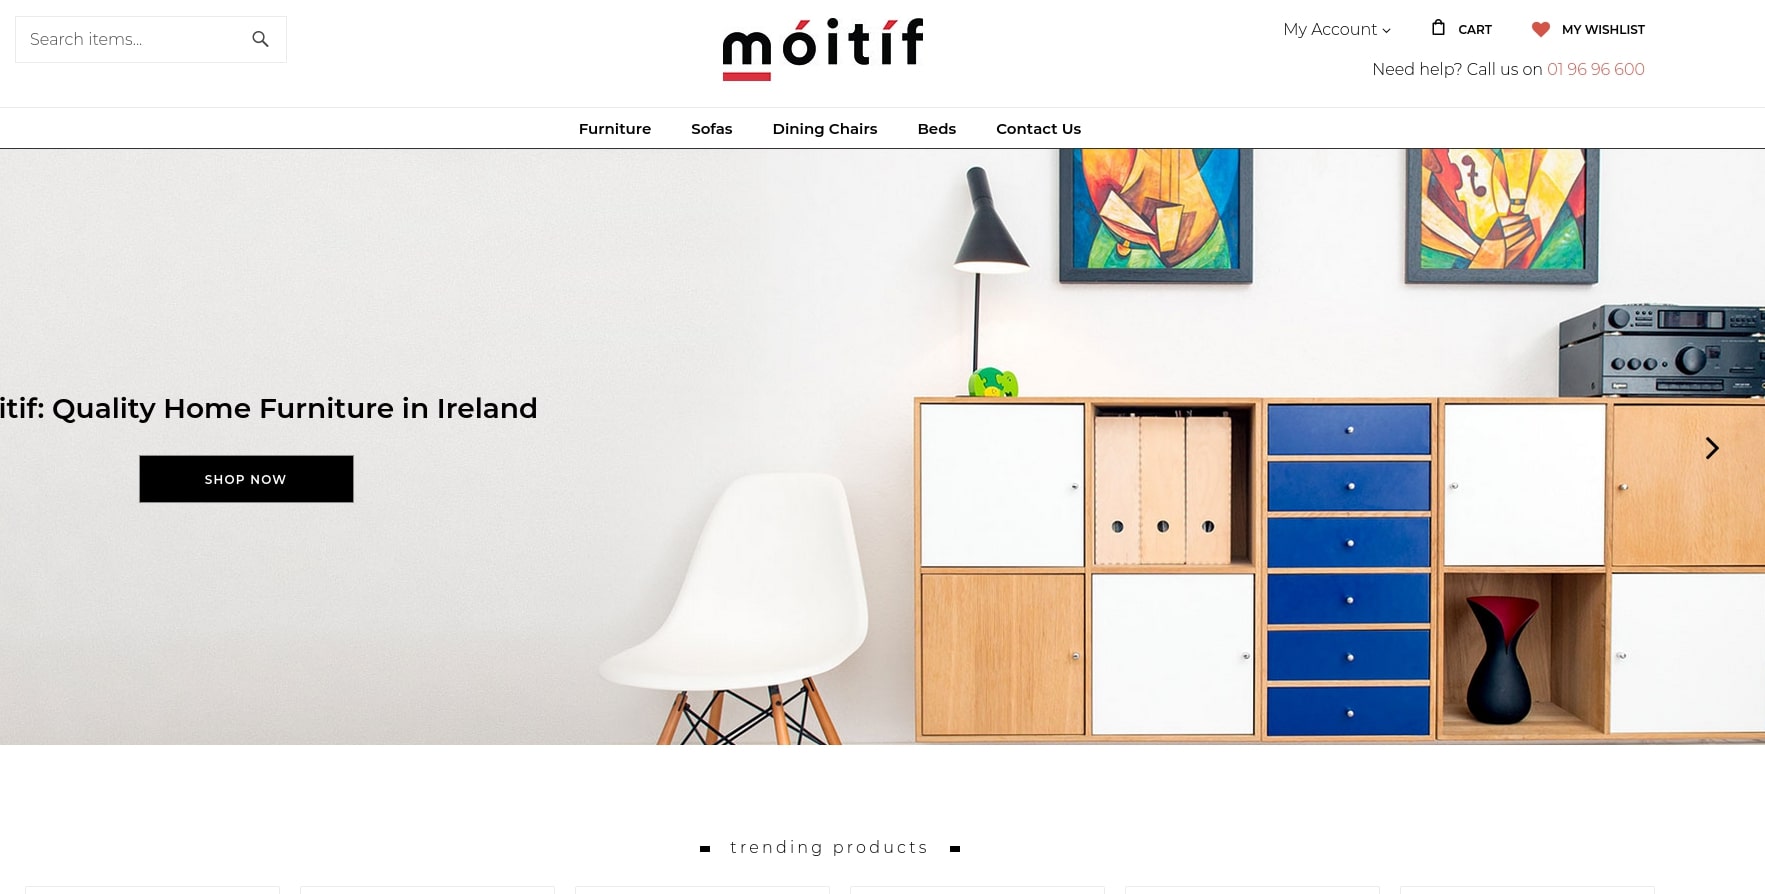 Search items...
móitíf
My Account
CART
MY WISHLIST
Need help? Call us on 01 96 96 600
Furniture
Sofas
Dining Chairs
Beds
Contact Us
itif: Quality Home Furniture in Ireland
SHOP NOW
trending products